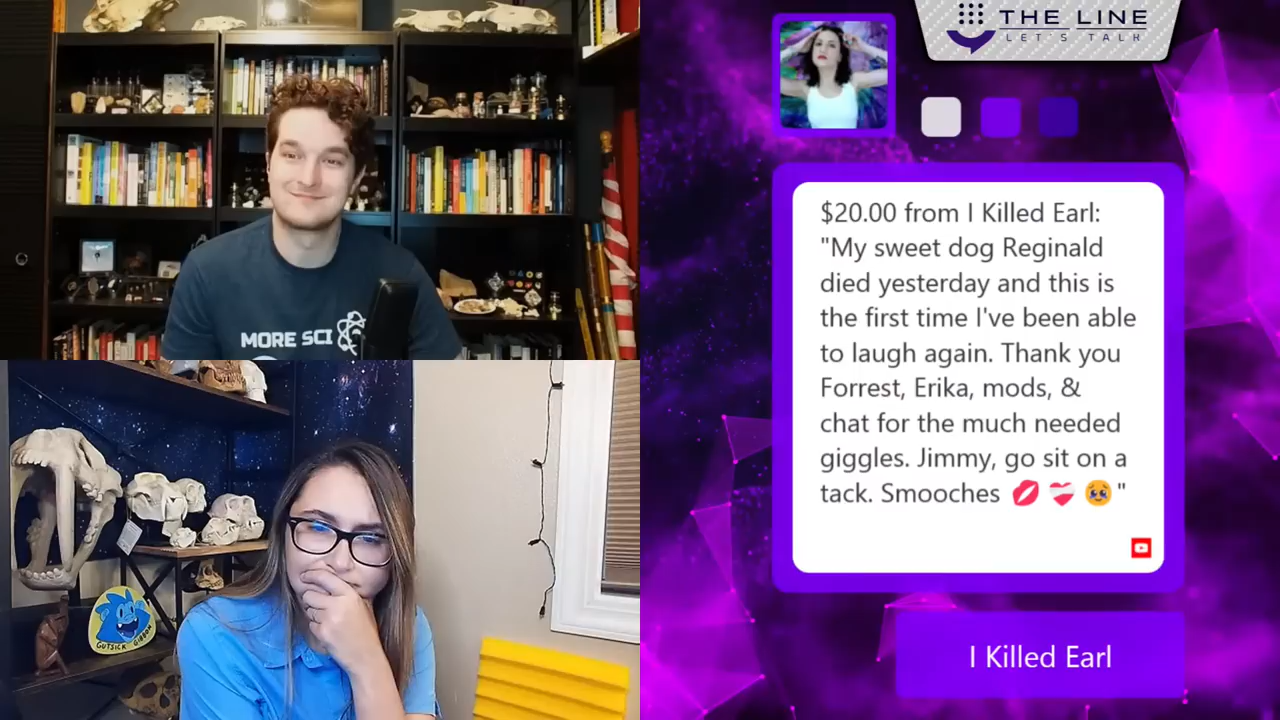 THE LINE
LET'S TALK
$20.00 from I Killed Earl:
"My sweet dog Reginald
died yesterday and this is
the first time I've been able
to laugh again. Thank you
Forrest, Erika, mods, &
chat for the much needed
giggles. Jimmy, go sit on a
tack. Smooches 💋 ❤️‍🩹 🥹 "
I Killed Earl
MORE SCI
GUTSICK GIBBON